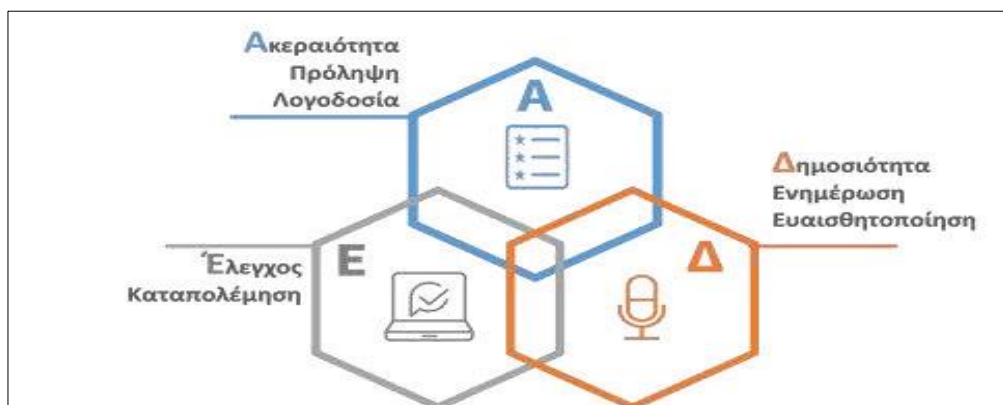 Ακεραιότητα
Πρόληψη
Λογοδοσία
Α
Δημοσιότητα
Ενημέρωση
Ευαισθητοποίηση
Δ
Έλεγχος
Καταπολέμηση
Ε